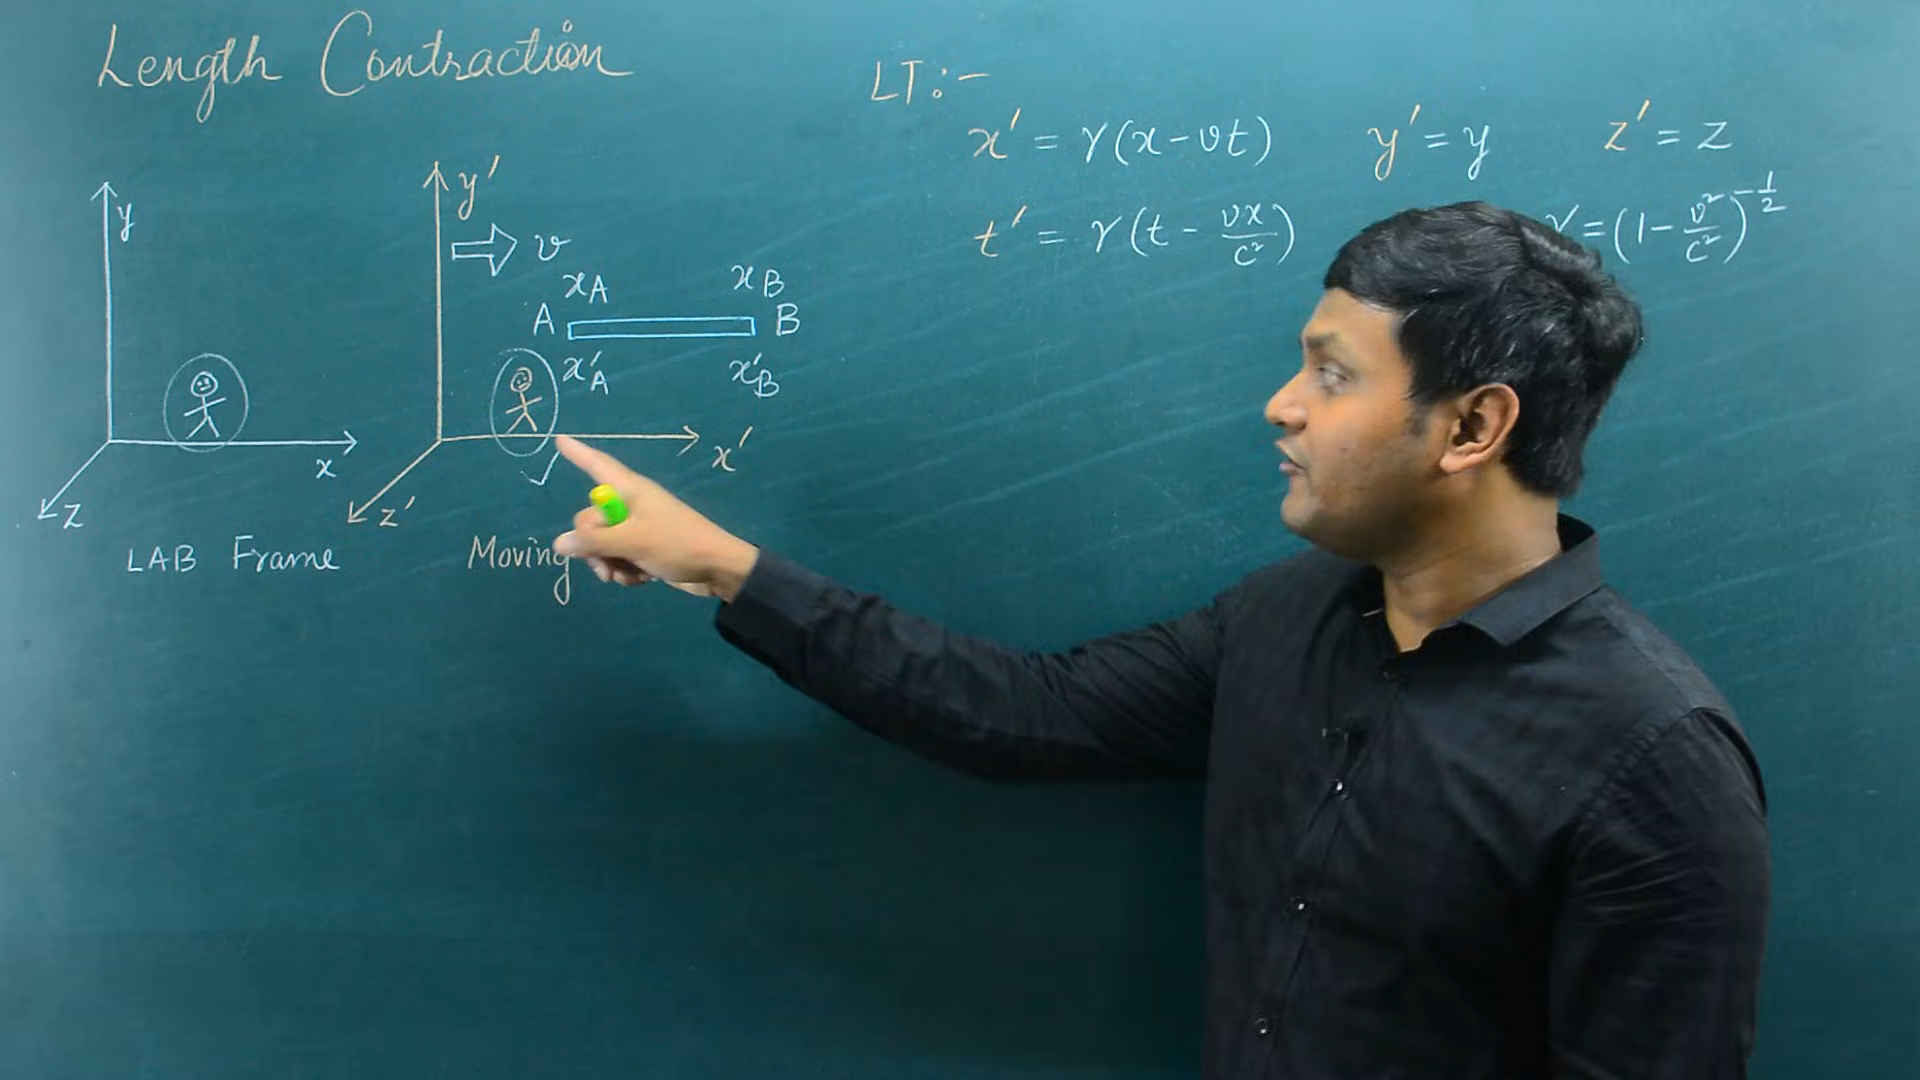 Length Contraction
LT:-
x' = γ(x-vt) y' = y z' = z
t' = γ(t - vx/c²) γ = (1 - v²/c²)^-1/2
y
y'
v
x_A x_B
A B
x'_A x'_B
x
x'
z
z'
LAB Frame
Moving